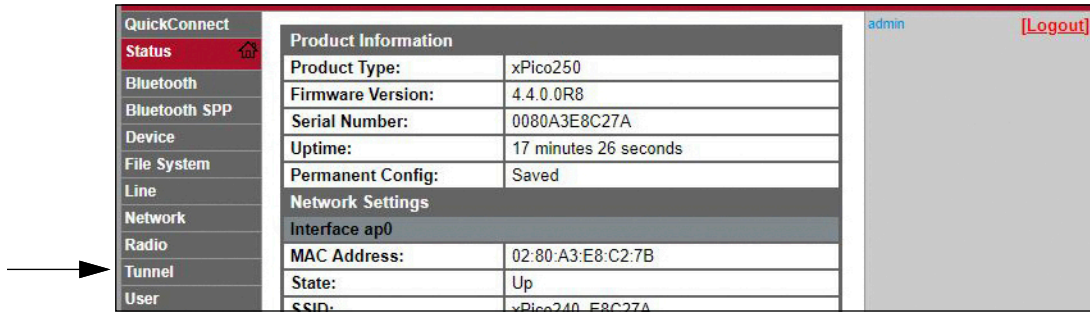 QuickConnect
Status
Bluetooth
Bluetooth SPP
Device
File System
Line
Network
Radio
Tunnel
User
Product Information
Product Type: xPico250
Firmware Version: 4.4.0.0R8
Serial Number: 0080A3E8C27A
Uptime: 17 minutes 26 seconds
Permanent Config: Saved
Network Settings
Interface ap0
MAC Address: 02:80:A3:E8:C2:7B
State: Up
SSID: xPico240_E8C27A
admin [Logout]